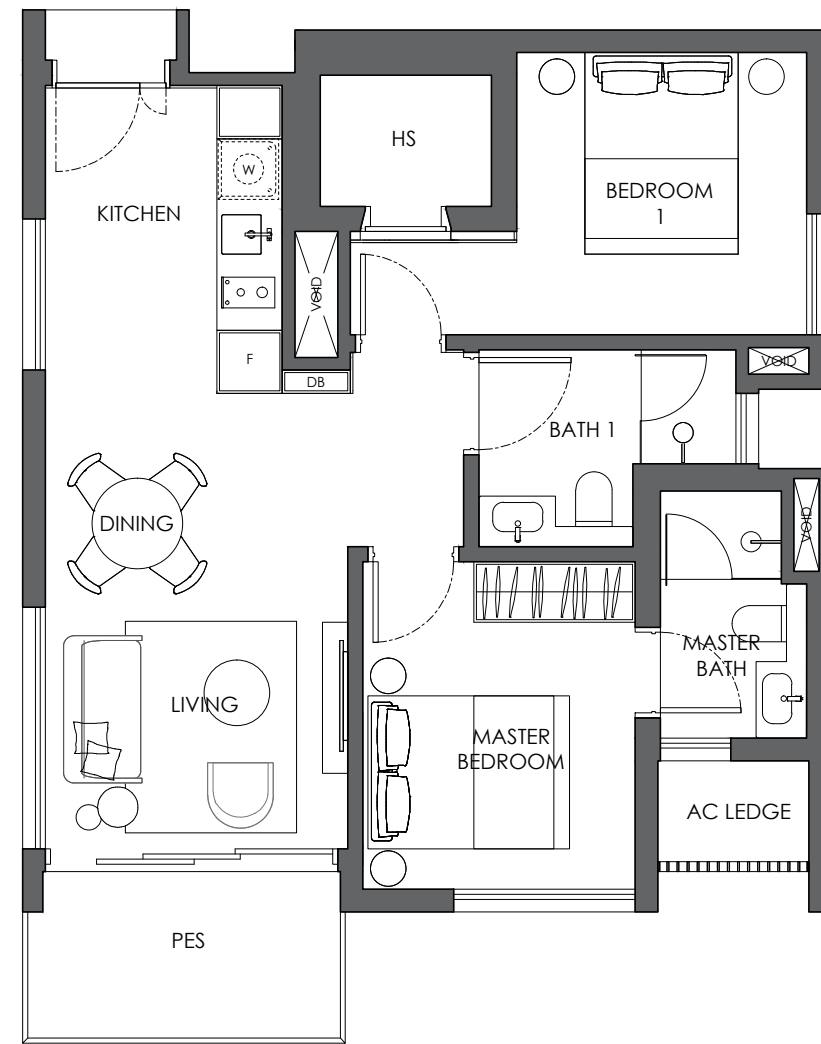 HS
BEDROOM
1
W
KITCHEN
VOID
F
DB
VOID
BATH 1
DINING
VOID
MASTER
BATH
LIVING
MASTER
BEDROOM
AC LEDGE
PES